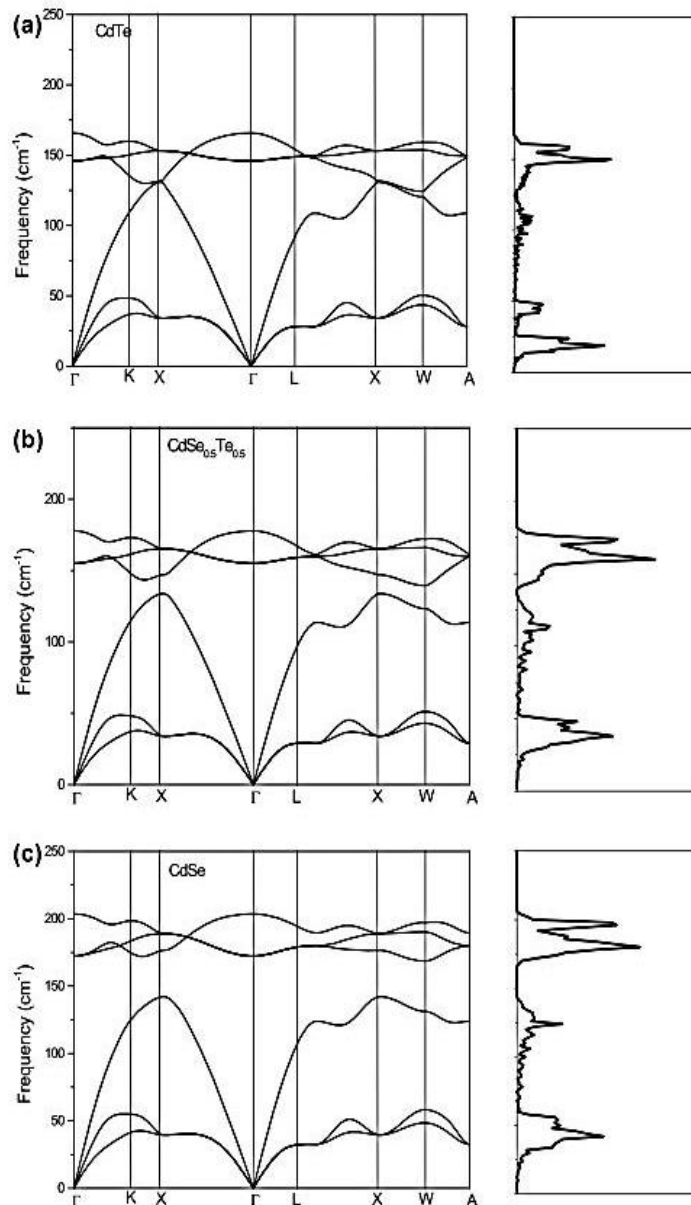 (a)
CdTe
250
200
150
100
50
0
Frequency (cm⁻¹)
Γ K X Γ L X W A
(b)
CdSe₀.₅Te₀.₅
200
100
0
Frequency (cm⁻¹)
Γ K X Γ L X W A
(c)
CdSe
250
200
150
100
50
0
Frequency (cm⁻¹)
Γ K X Γ L X W A